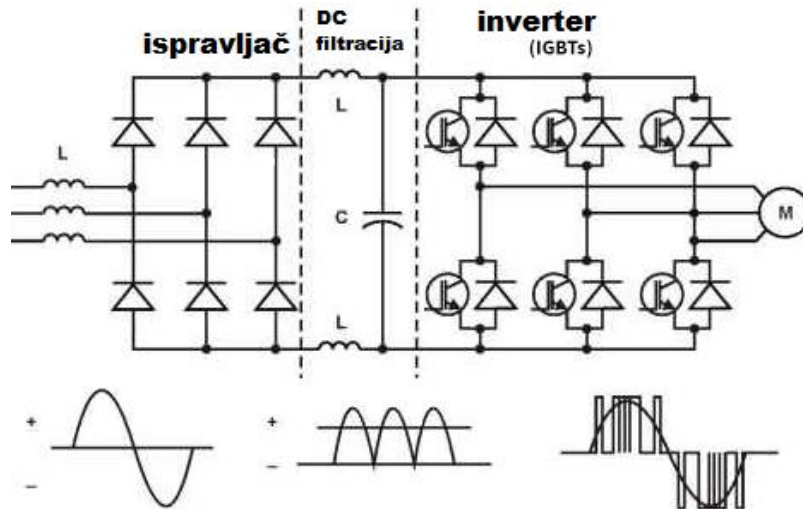 ispravljač
DC
filtracija
inverter
(IGBTs)
L
L
C
M
L
+
−
+
−